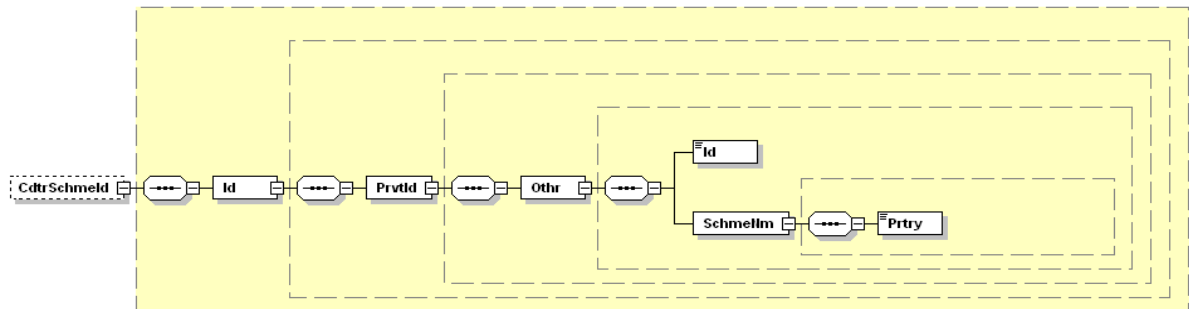 CdtrSchmeId
Id
PrvtId
Othr
Id
SchmeNm
Prtry